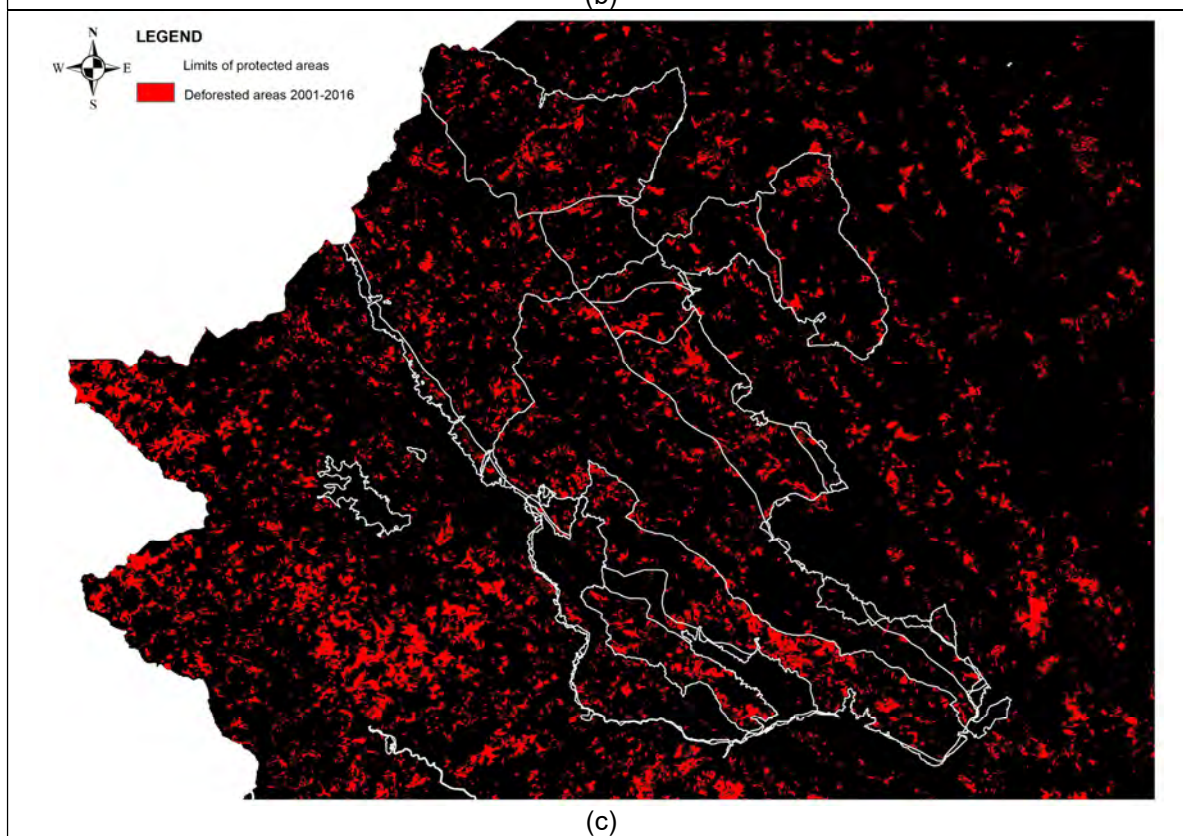 (b)
LEGEND
N
W E
S
Limits of protected areas
Deforested areas 2001-2016
(c)